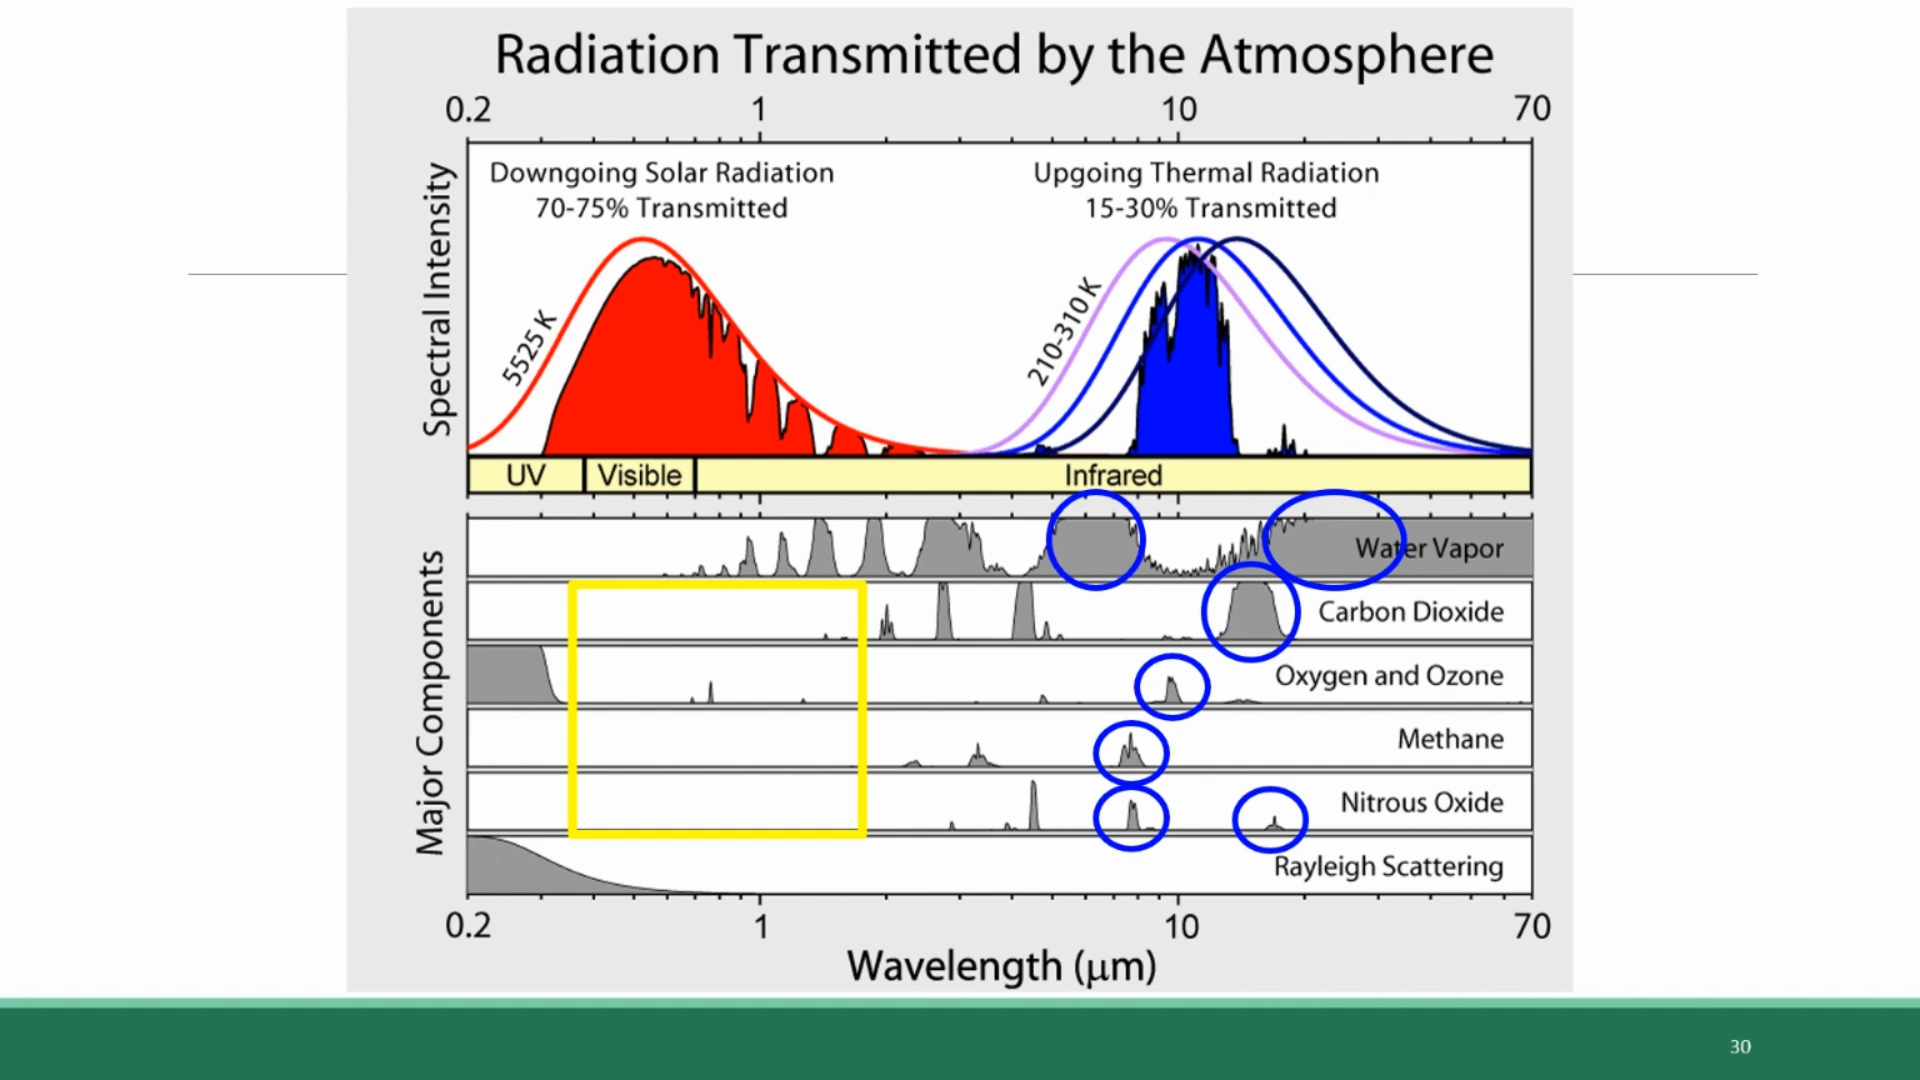 Radiation Transmitted by the Atmosphere
0.2 1 10 70
Downgoing Solar Radiation
70-75% Transmitted
Upgoing Thermal Radiation
15-30% Transmitted
Spectral Intensity
5525 K
210-310 K
UV Visible Infrared
Major Components
Water Vapor
Carbon Dioxide
Oxygen and Ozone
Methane
Nitrous Oxide
Rayleigh Scattering
0.2 1 10 70
Wavelength (μm)
30